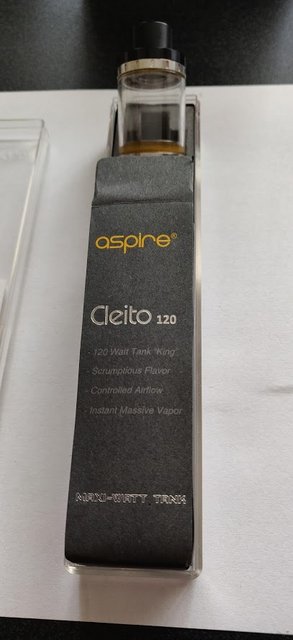 aspire®
Cleito 120
- 120 Watt Tank "King"
- Scrumptious Flavor
- Controlled Airflow
- Instant Massive Vapor
MAXI-WATT TANK